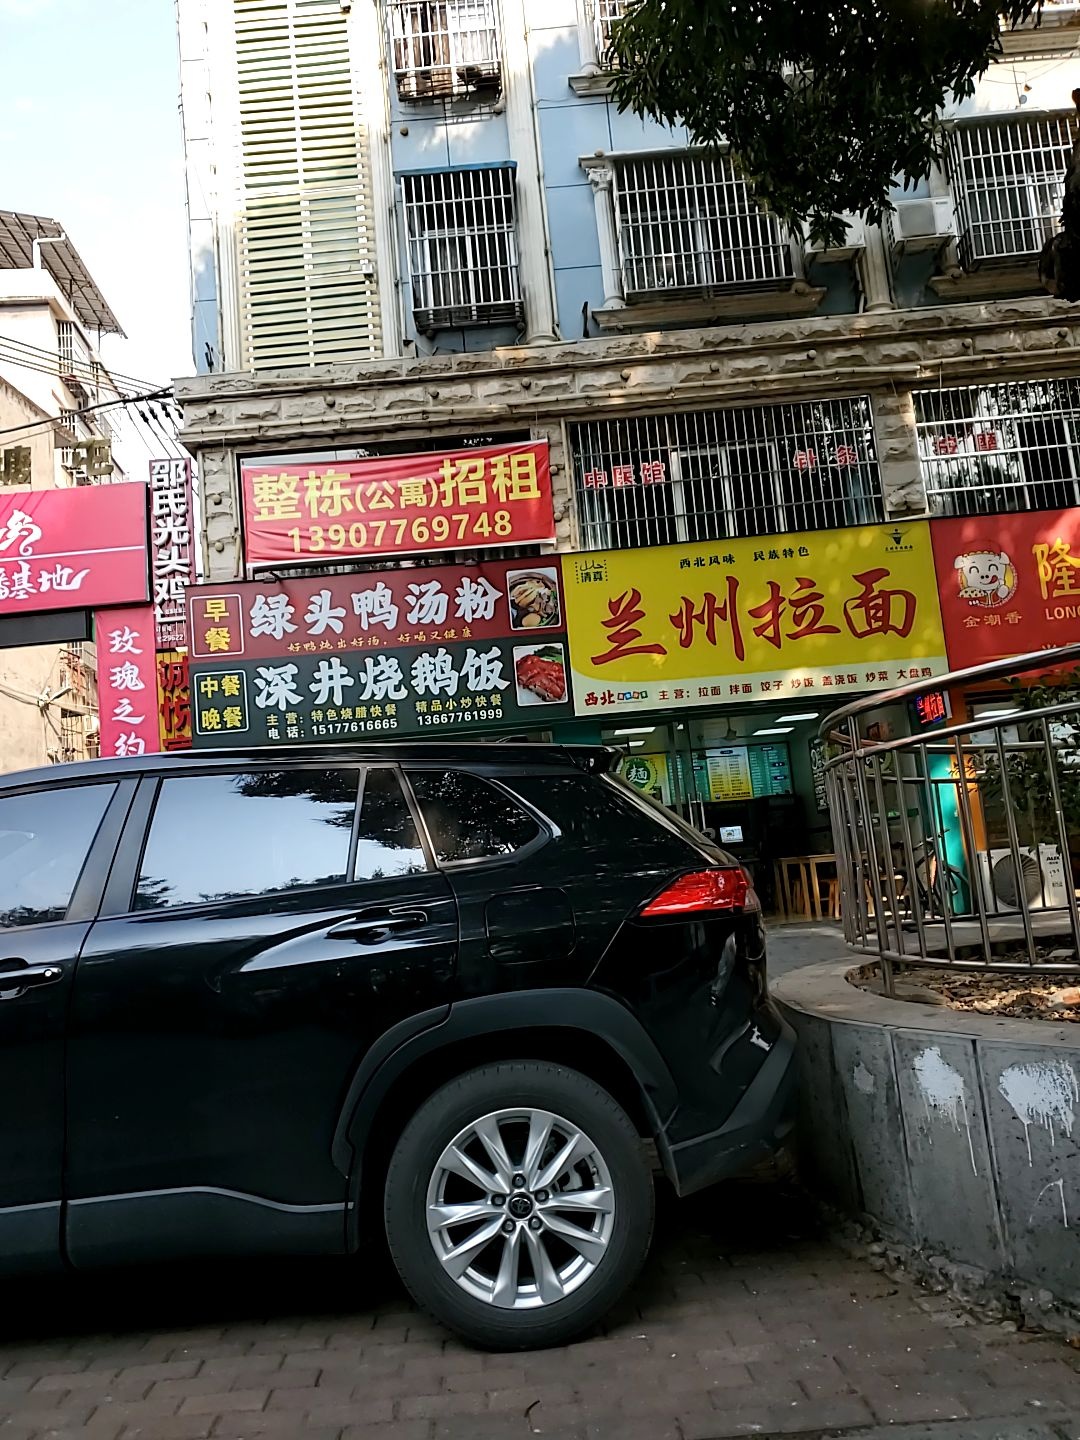 整栋(公寓)招租
13907769748
中医馆
针灸
邵氏光头鸡
基地
玫瑰之约
早餐
绿头鸭汤粉
好鸭炖出好汤,好喝又健康
中餐
晚餐
深井烧鹅饭
主营:特色烧腊快餐 精品小炒快餐
电话:15177616665 13667761999
清真
西北风味 民族特色
兰州拉面
西北
主营:拉面 拌面 饺子 炒饭 盖浇饭 炒菜 大盘鸡
金潮香
隆
LONG